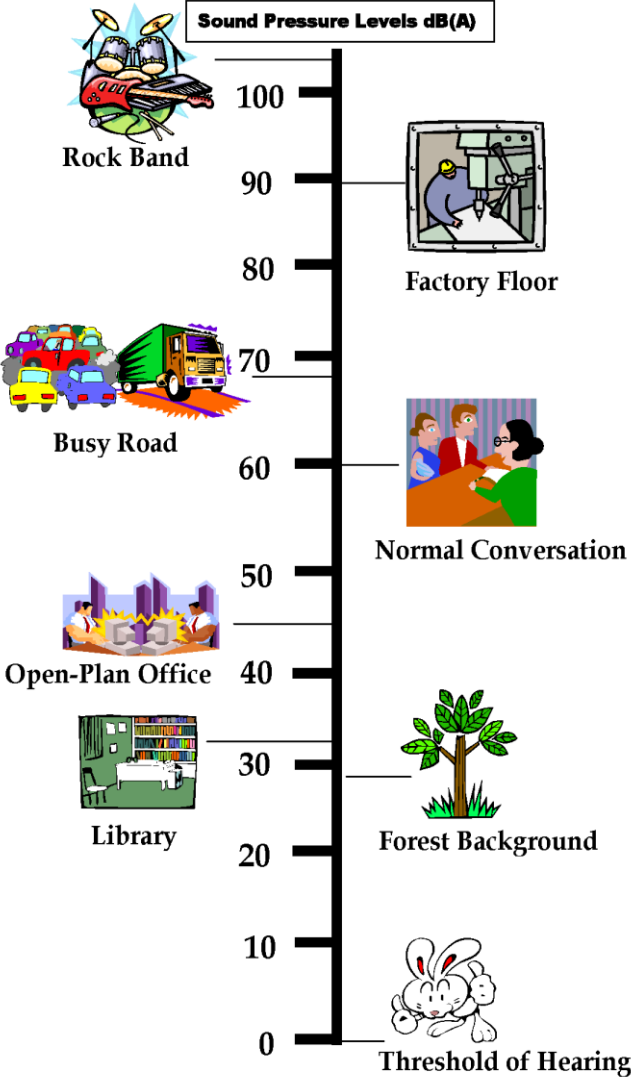 Sound Pressure Levels dB(A)
100
Rock Band
90
80
Factory Floor
70
Busy Road
60
Normal Conversation
50
Open-Plan Office
40
30
Library
Forest Background
20
10
0
Threshold of Hearing